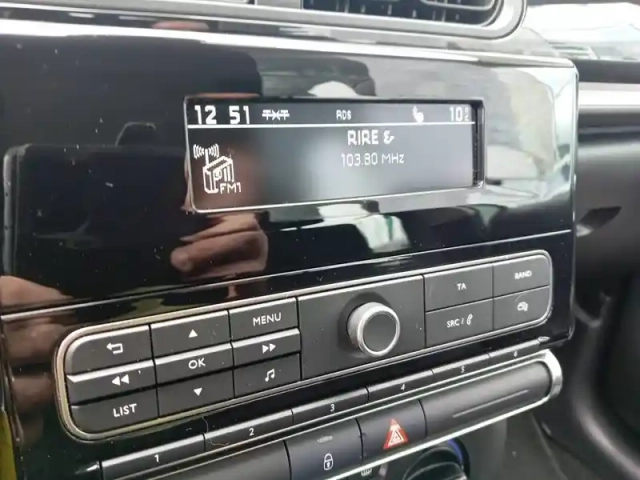 12 51 TXT RDS 10
RIRE &
103.80 MHz
FM1
MENU
OK
LIST
TA
BAND
SRC
1 2 3 4 5 6